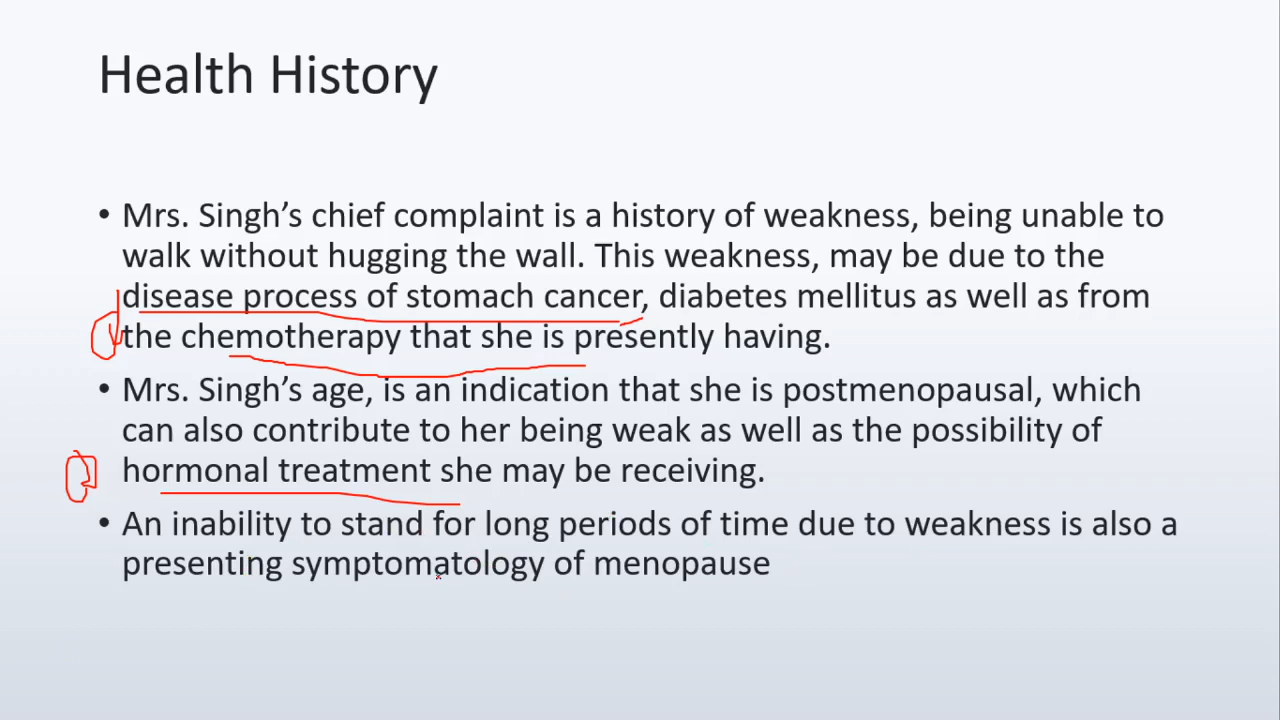 Health History
• Mrs. Singh’s chief complaint is a history of weakness, being unable to
walk without hugging the wall. This weakness, may be due to the
disease process of stomach cancer, diabetes mellitus as well as from
the chemotherapy that she is presently having.
• Mrs. Singh’s age, is an indication that she is postmenopausal, which
can also contribute to her being weak as well as the possibility of
hormonal treatment she may be receiving.
• An inability to stand for long periods of time due to weakness is also a
presenting symptomatology of menopause